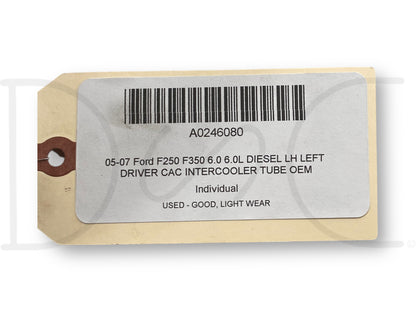 A0246080
05-07 Ford F250 F350 6.0 6.0L DIESEL LH LEFT
DRIVER CAC INTERCOOLER TUBE OEM
Individual
USED - GOOD, LIGHT WEAR